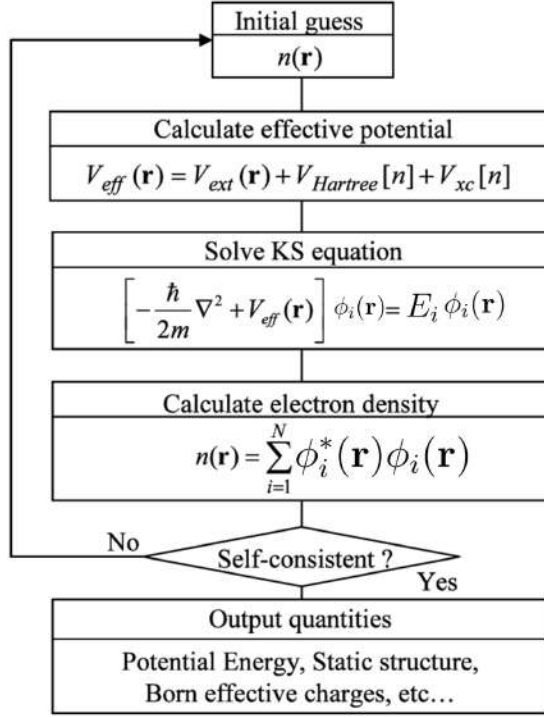 Initial guess
n(r)
Calculate effective potential
V_eff(r) = V_ext(r) + V_Hartree[n] + V_xc[n]
Solve KS equation
[-ħ/2m ∇² + V_eff(r)] ϕ_i(r) = E_i ϕ_i(r)
Calculate electron density
n(r) = ∑_{i=1}^{N} ϕ_i^*(r)ϕ_i(r)
No
Self-consistent ?
Yes
Output quantities
Potential Energy, Static structure,
Born effective charges, etc…